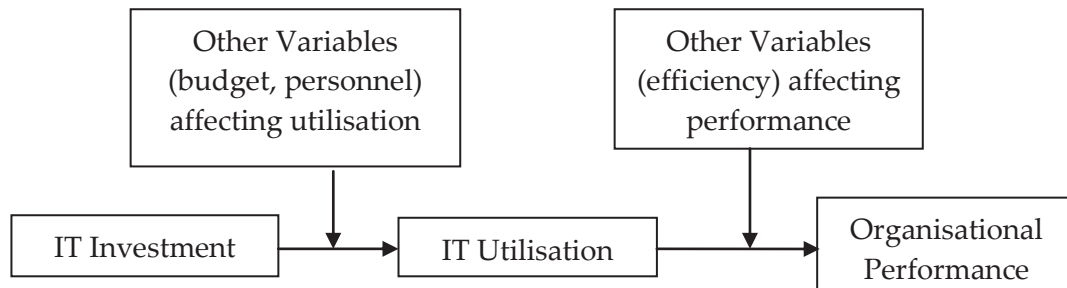 Other Variables
(budget, personnel)
affecting utilisation
Other Variables
(efficiency) affecting
performance
IT Investment
IT Utilisation
Organisational
Performance